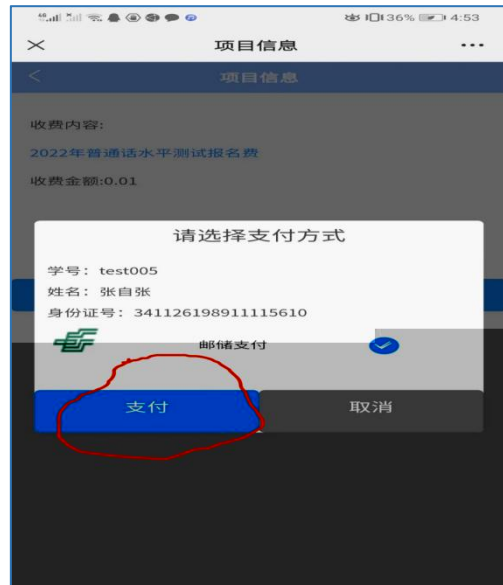 36% 4:53
项目信息
项目信息
收费内容:
2022年普通话水平测试报名费
收费金额:0.01
请选择支付方式
学号: test005
姓名: 张自张
身份证号: 341126198911115610
邮储支付
支付 取消